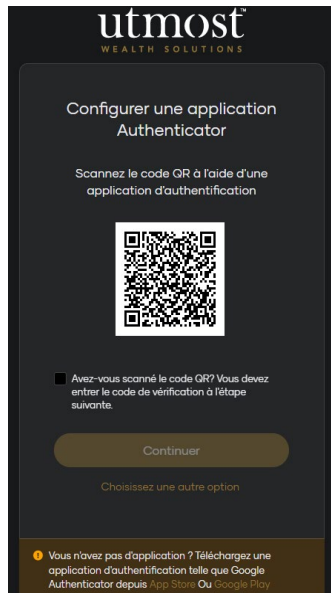 utmost™
WEALTH SOLUTIONS
Configurer une application
Authenticator
Scannez le code QR à l'aide d'une
application d'authentification
Avez-vous scanné le code QR? Vous devez
entrer le code de vérification à l'étape
suivante.
Continuer
Choisissez une autre option
Vous n'avez pas d'application ? Téléchargez une
application d'authentification telle que Google
Authenticator depuis App Store Ou Google Play